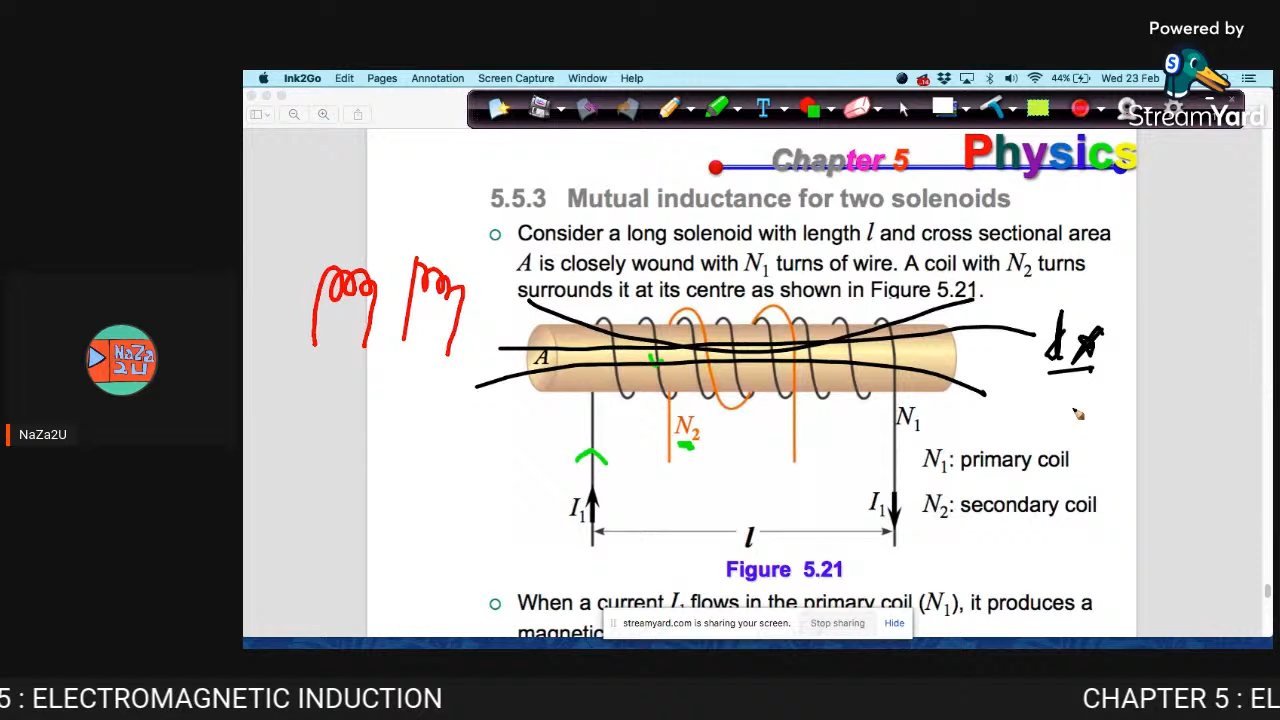 Powered by
StreamYard
Ink2Go Edit Pages Annotation Screen Capture Window Help 44% Wed 23 Feb
Chapter 5 Physics
5.5.3 Mutual inductance for two solenoids
Consider a long solenoid with length l and cross sectional area
A is closely wound with N₁ turns of wire. A coil with N₂ turns
surrounds it at its centre as shown in Figure 5.21.
A
N₂
N₁
N₁: primary coil
N₂: secondary coil
I₁
I₁
l
Figure 5.21
When a current I₁ flows in the primary coil (N₁), it produces a
streamyard.com is sharing your screen. Stop sharing Hide
NaZa
2U
NaZa2U
5 : ELECTROMAGNETIC INDUCTION
CHAPTER 5 : EL